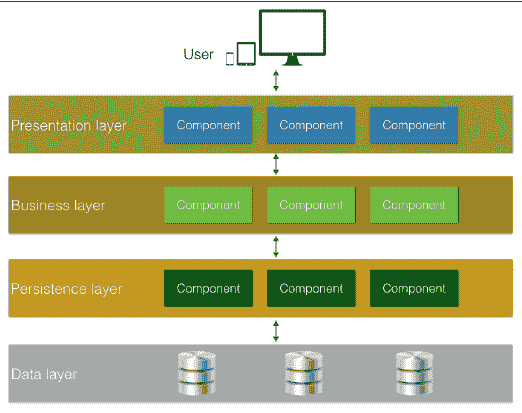 User
Presentation layer
Component Component Component
Business layer
Component Component Component
Persistence layer
Component Component Component
Data layer